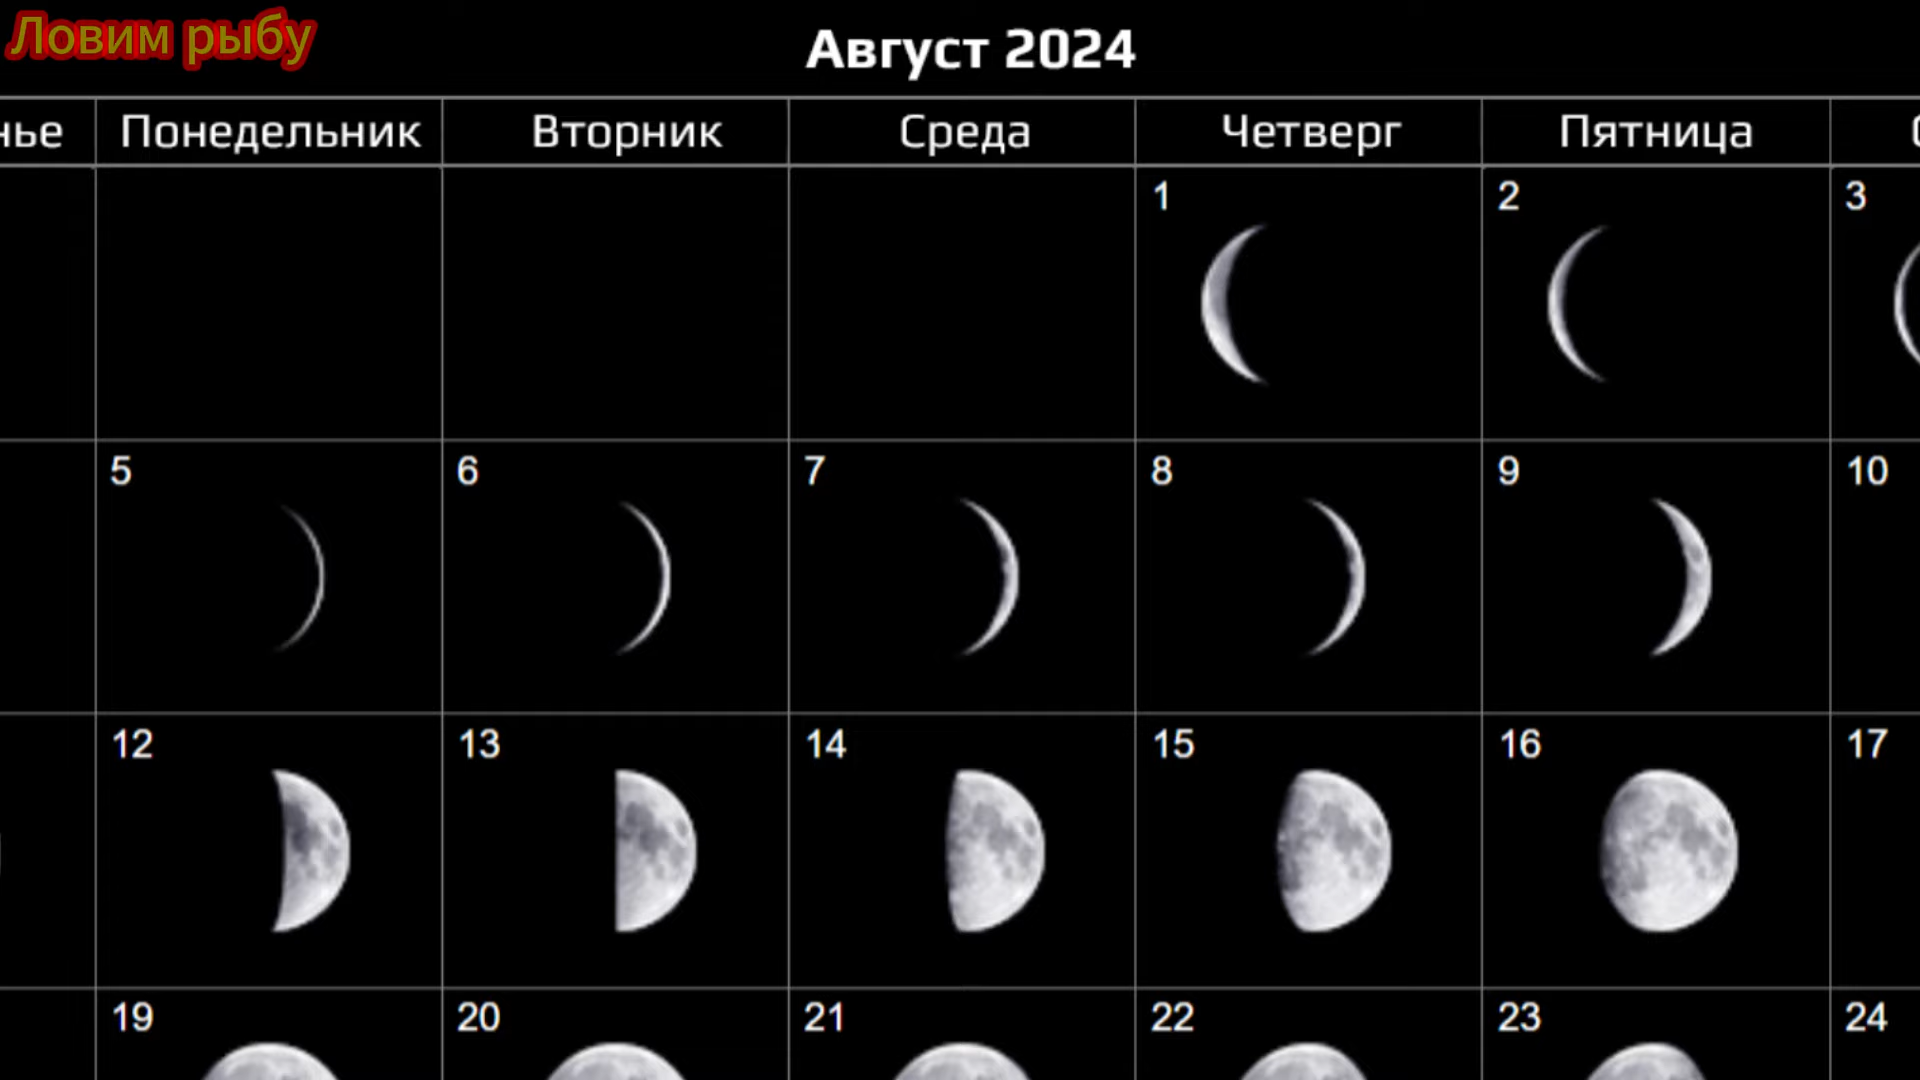 Ловим рыбу
Август 2024
нье Понедельник Вторник Среда Четверг Пятница
1 2 3
5 6 7 8 9 10
12 13 14 15 16 17
19 20 21 22 23 24